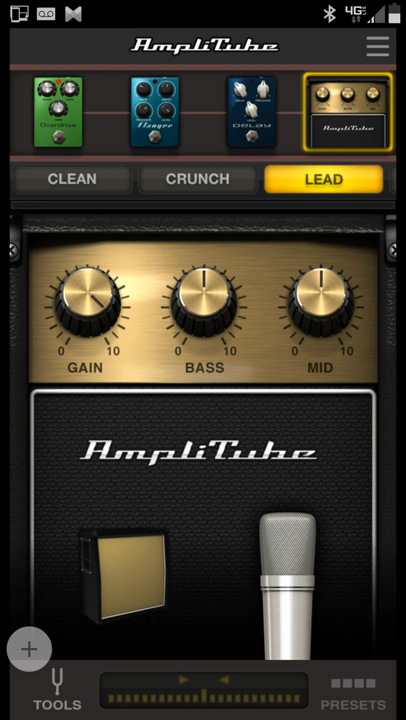 4G
AmpliTube
Overdrive
Flanger
DELAY
AmpliTube
CLEAN
CRUNCH
LEAD
0 10
0 10
0 10
GAIN
BASS
MID
AmpliTube
TOOLS
PRESETS